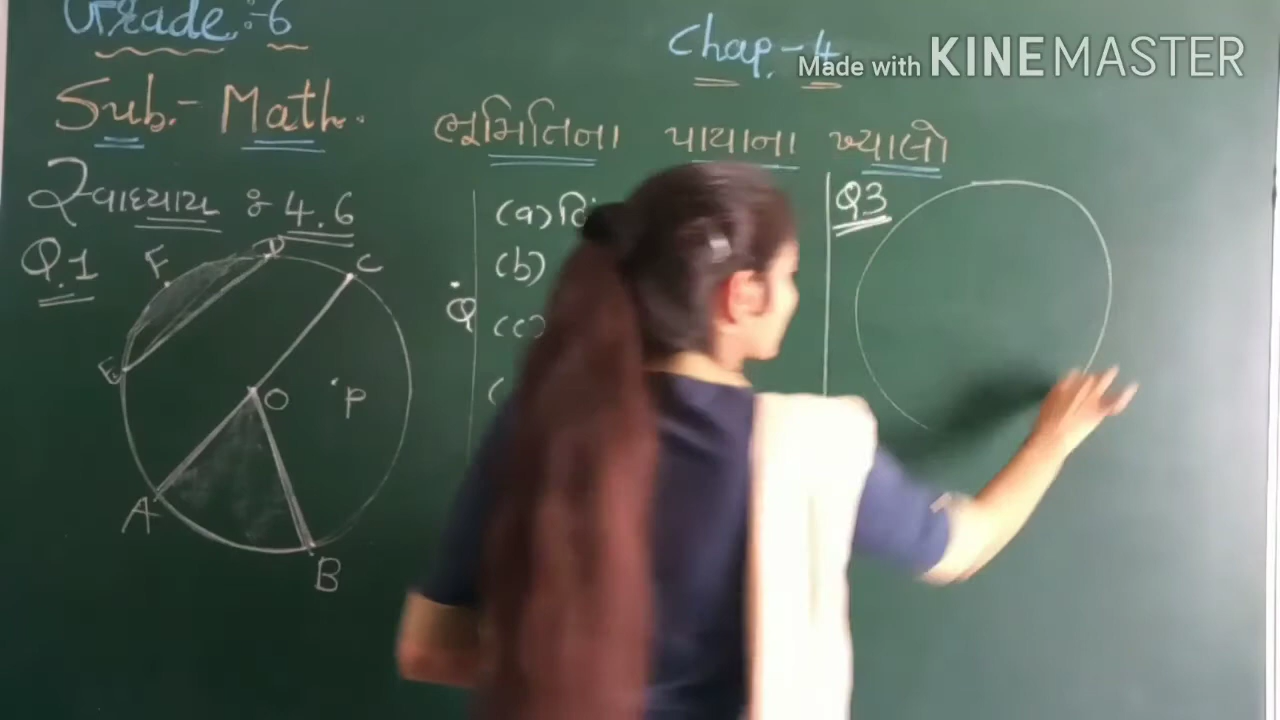 Grade :- 6
Chap. - 4
Made with KINEMASTER
Sub. - Math.
ભૂમિતિના પાયાના ખ્યાલો
સ્વાધ્યાય ઃ 4.6
Q.1
F
D
C
E
O
P
A
B
(a)
(b)
Q
(c)
(
Q3